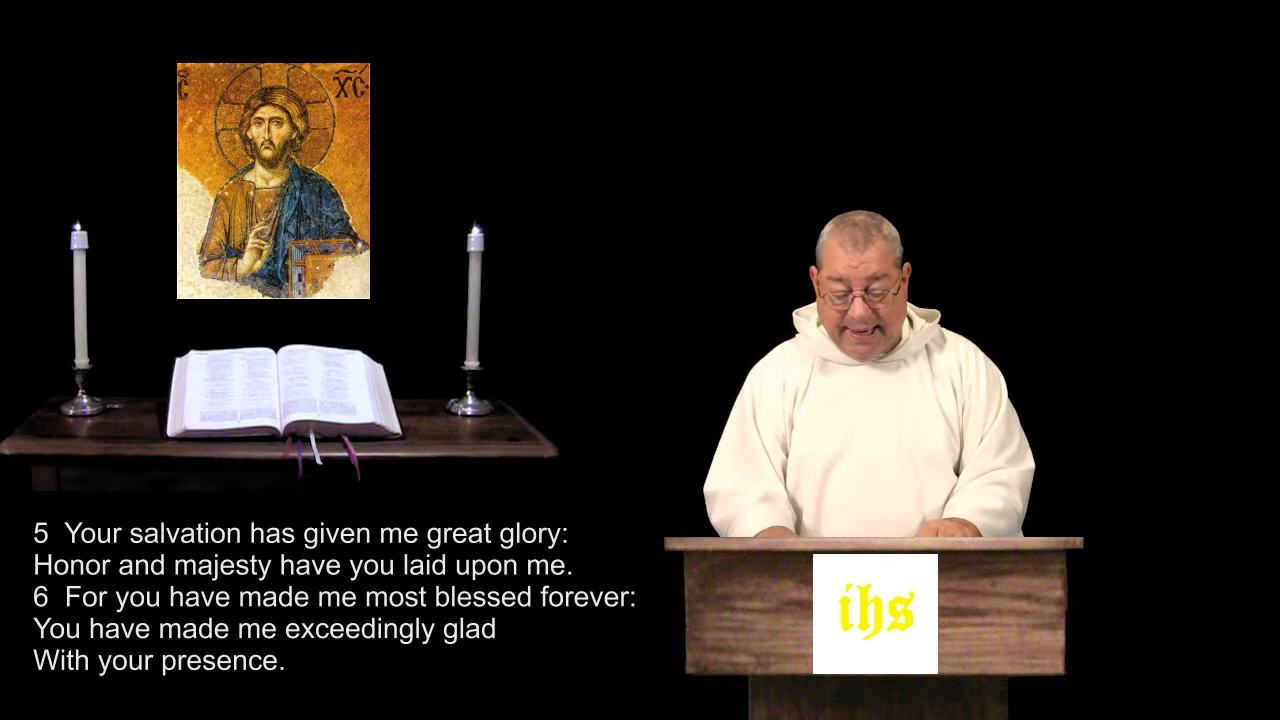 ΧC
5 Your salvation has given me great glory:
Honor and majesty have you laid upon me.
6 For you have made me most blessed forever:
You have made me exceedingly glad
With your presence.
ihs